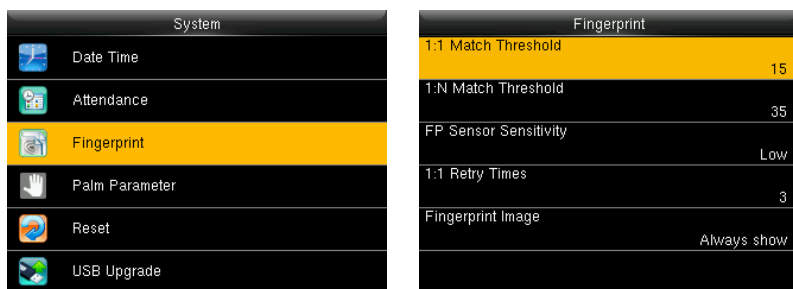 System
Date Time
Attendance
Fingerprint
Palm Parameter
Reset
USB Upgrade
Fingerprint
1:1 Match Threshold
15
1:N Match Threshold
35
FP Sensor Sensitivity
Low
1:1 Retry Times
3
Fingerprint Image
Always show